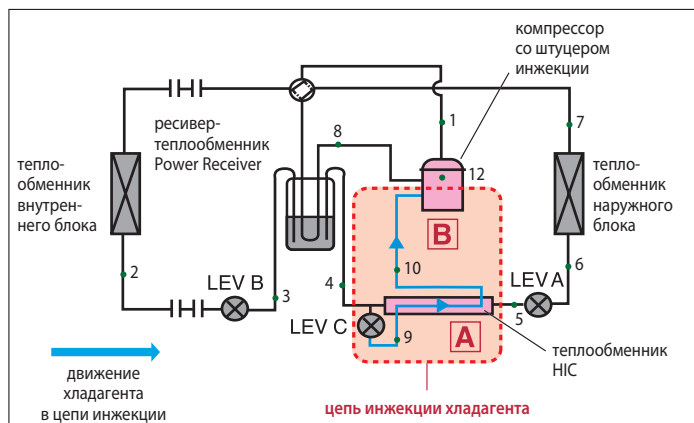 компрессор
со штуцером
инжекции
ресивер-
теплообменник
Power Receiver
8
1
7
12
тепло-
обменник
внутрен-
него блока
тепло-
обменник
наружного
блока
B
2
LEV B
3
4
10
LEV A
6
5
LEV C
9
A
движение
хладагента
в цепи инжекции
теплообменник
HIC
цепь инжекции хладагента